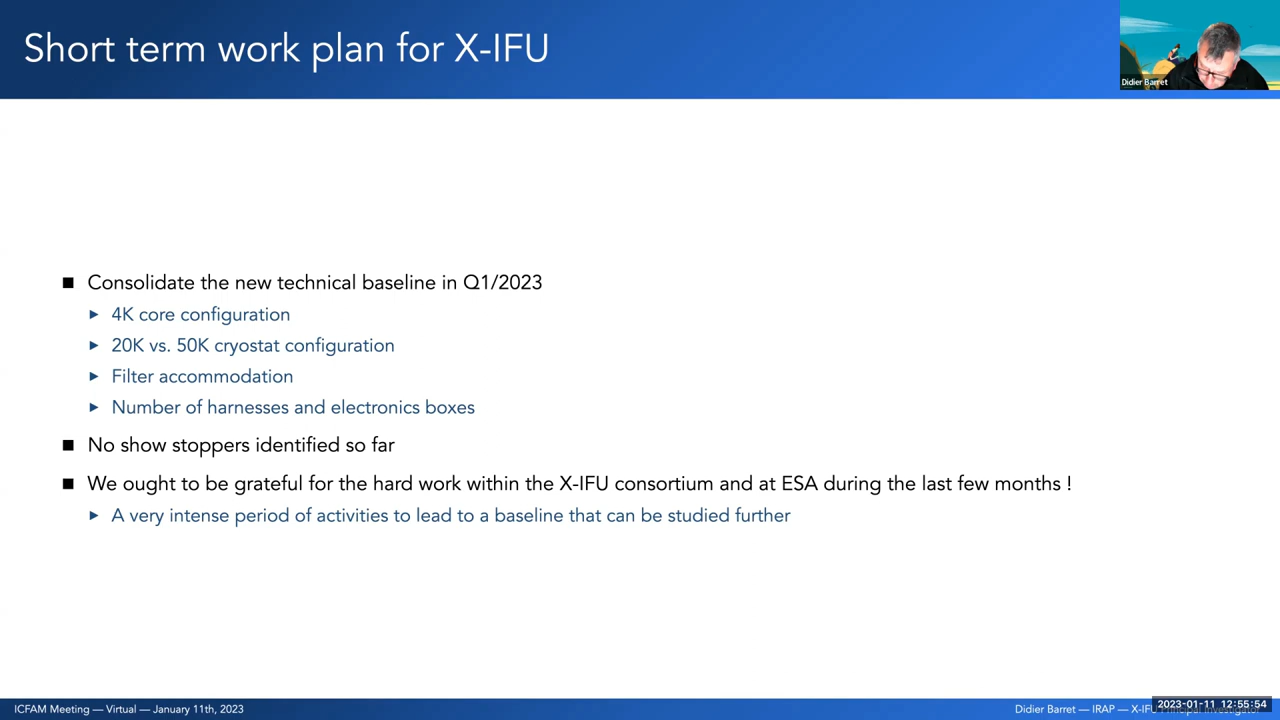 Short term work plan for X-IFU
Didier Barret
Consolidate the new technical baseline in Q1/2023
4K core configuration
20K vs. 50K cryostat configuration
Filter accommodation
Number of harnesses and electronics boxes
No show stoppers identified so far
We ought to be grateful for the hard work within the X-IFU consortium and at ESA during the last few months !
A very intense period of activities to lead to a baseline that can be studied further
ICFAM Meeting — Virtual — January 11th, 2023
Didier Barret — IRAP — X-IFU Principal Investigator
2023-01-11 12:55:54